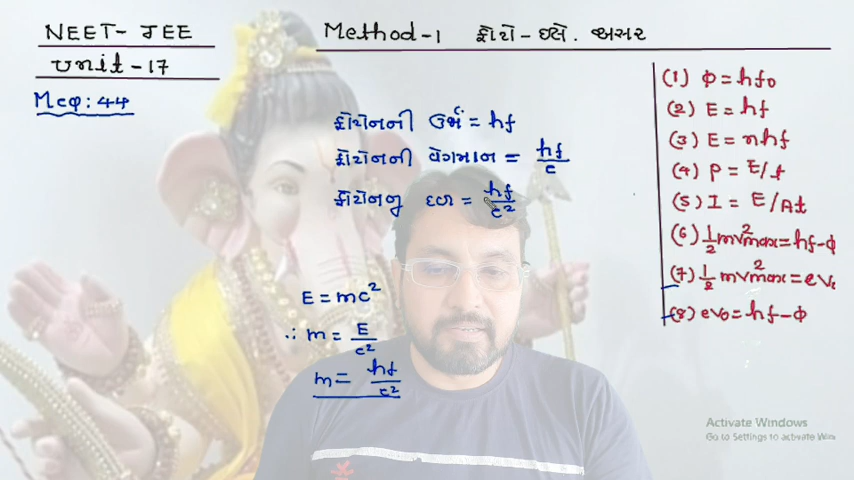 NEET- JEE
Method-1 ફોટો-ઇલે. અસર
Unit-17
Mcq: 44
ફોટોનની ઉર્જા = hf
ફોટોનની વેગમાન = hf/c
ફોટોનનુ દળ = hf/c²
E = mc²
∴ m = E/c²
m = hf/c²
(1) Φ = hf₀
(2) E = hf
(3) E = nhf
(4) P = E/t
(5) I = E/At
(6) ½mv²max = hf-Φ
(7) ½mv²max = eV₀
(8) eV₀ = hf-Φ
Activate Windows
Go to Settings to activate Win